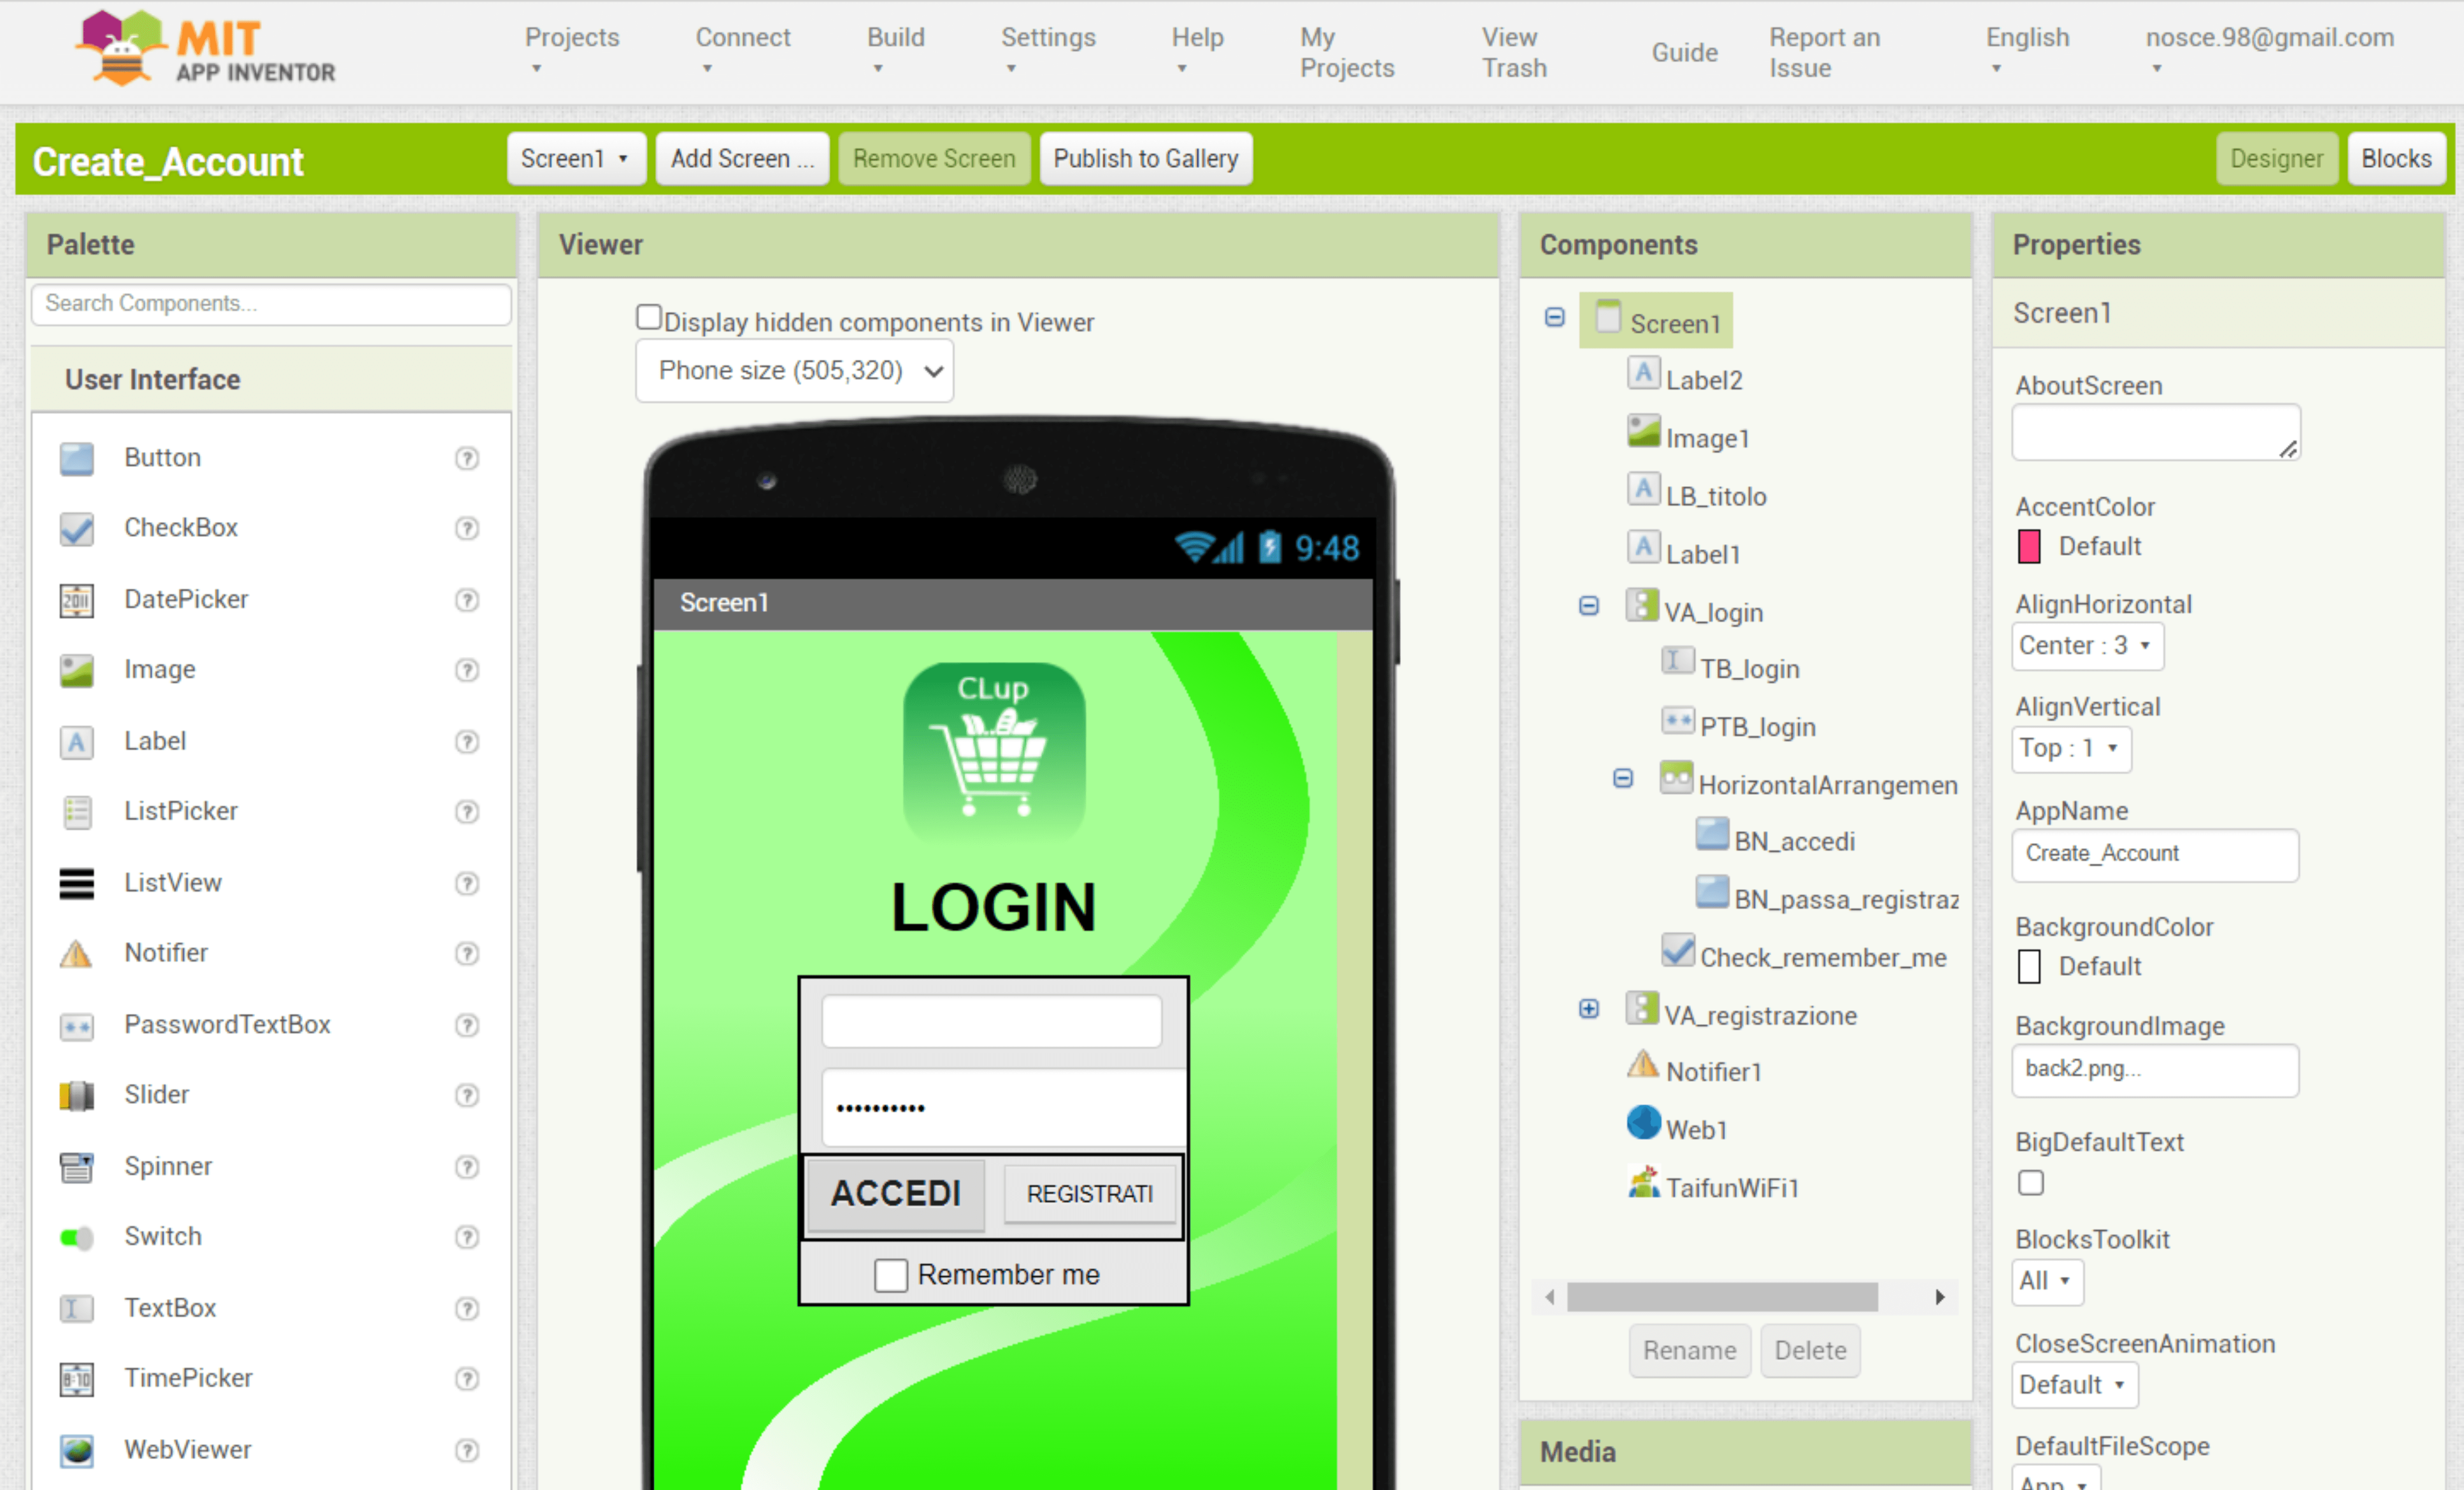 MIT
APP INVENTOR
Projects
Connect
Build
Settings
Help
My
Projects
View
Trash
Guide
Report an
Issue
English
nosce.98@gmail.com
Create_Account
Screen1
Add Screen ...
Remove Screen
Publish to Gallery
Designer
Blocks
Palette
Search Components...
User Interface
Button
CheckBox
DatePicker
Image
Label
ListPicker
ListView
Notifier
PasswordTextBox
Slider
Spinner
Switch
TextBox
TimePicker
WebViewer
Viewer
Display hidden components in Viewer
Phone size (505,320)
9:48
Screen1
CLup
LOGIN
••••••••••
ACCEDI
REGISTRATI
Remember me
Components
Screen1
Label2
Image1
LB_titolo
Label1
VA_login
TB_login
PTB_login
HorizontalArrangemen
BN_accedi
BN_passa_registraz
Check_remember_me
VA_registrazione
Notifier1
Web1
TaifunWiFi1
Rename
Delete
Media
Properties
Screen1
AboutScreen
AccentColor
Default
AlignHorizontal
Center : 3
AlignVertical
Top : 1
AppName
Create_Account
BackgroundColor
Default
BackgroundImage
back2.png...
BigDefaultText
BlocksToolkit
All
CloseScreenAnimation
Default
DefaultFileScope
App